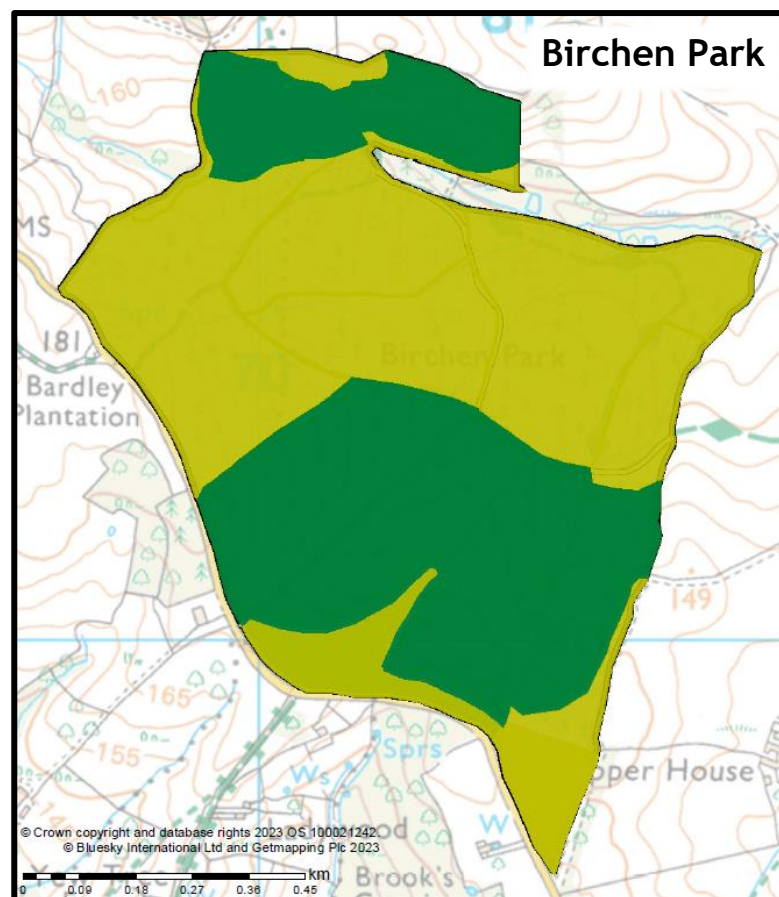 Birchen Park
160
MS
181
Bardley
Plantation
Birchen Park
149
165
155
Sprs
Ws
pper House
W
© Crown copyright and database rights 2023 OS 100021242.
© Bluesky International Ltd and Getmapping Plc 2023
Brook's
km
0 0.09 0.18 0.27 0.36 0.45